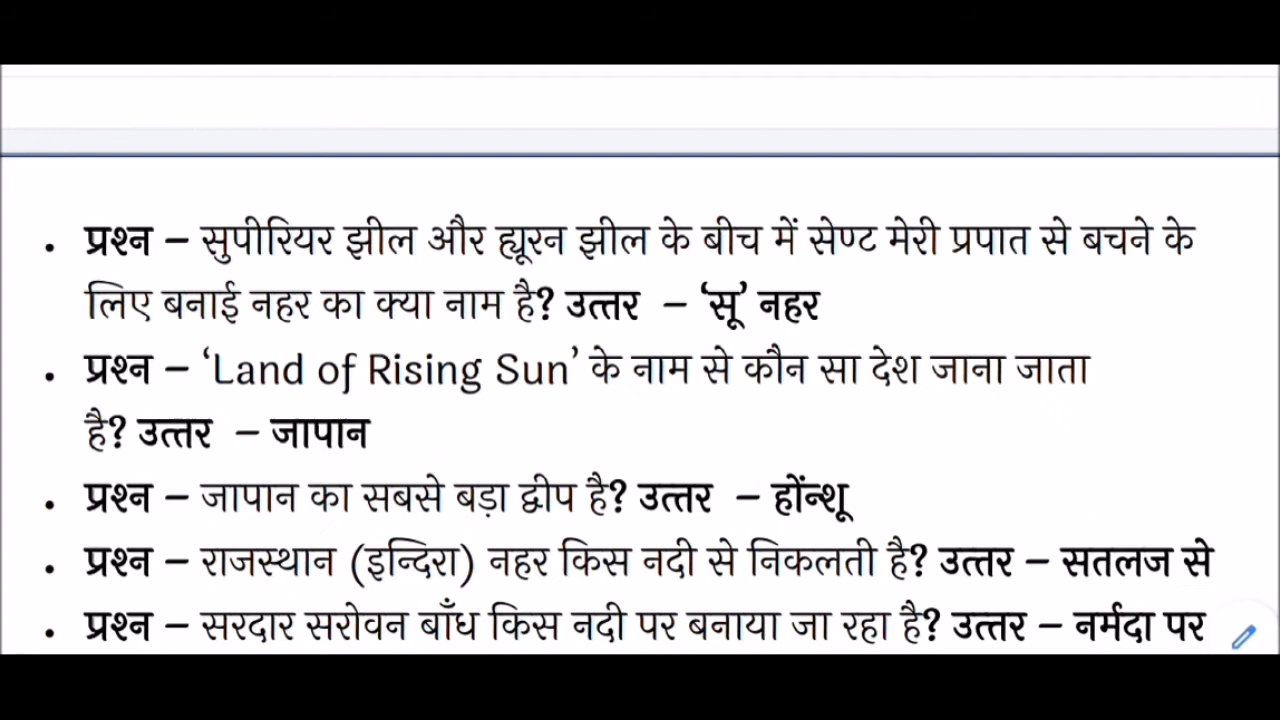 • प्रश्न – सुपीरियर झील और ह्यूरन झील के बीच में सेण्ट मेरी प्रपात से बचने के
लिए बनाई नहर का क्या नाम है? उत्तर – ‘सू’ नहर
• प्रश्न – ‘Land of Rising Sun’ के नाम से कौन सा देश जाना जाता
है? उत्तर – जापान
• प्रश्न – जापान का सबसे बड़ा द्वीप है? उत्तर – होंन्शू
• प्रश्न – राजस्थान (इन्दिरा) नहर किस नदी से निकलती है? उत्तर – सतलज से
• प्रश्न – सरदार सरोवन बाँध किस नदी पर बनाया जा रहा है? उत्तर – नर्मदा पर